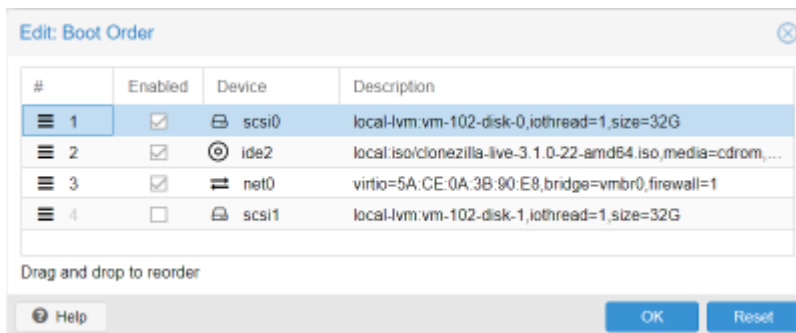 Edit: Boot Order
# Enabled Device Description
1 scsi0 local-lvm:vm-102-disk-0,iothread=1,size=32G
2 ide2 local:iso/clonezilla-live-3.1.0-22-amd64.iso,media=cdrom,...
3 net0 virtio=5A:CE:0A:3B:90:E8,bridge=vmbr0,firewall=1
4 scsi1 local-lvm:vm-102-disk-1,iothread=1,size=32G
Drag and drop to reorder
Help OK Reset